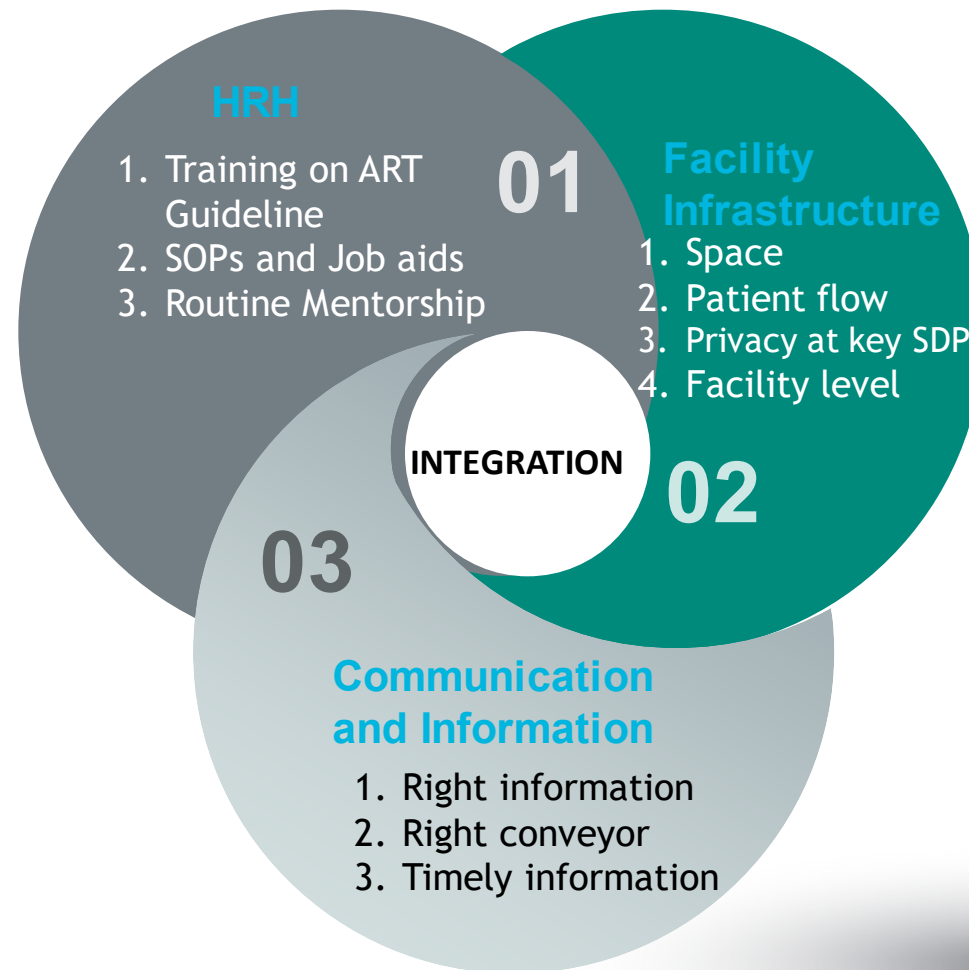 HRH
1. Training on ART
Guideline
2. SOPs and Job aids
3. Routine Mentorship
01
Facility
Infrastructure
1. Space
2. Patient flow
3. Privacy at key SDP
4. Facility level
02
INTEGRATION
03
Communication
and Information
1. Right information
2. Right conveyor
3. Timely information